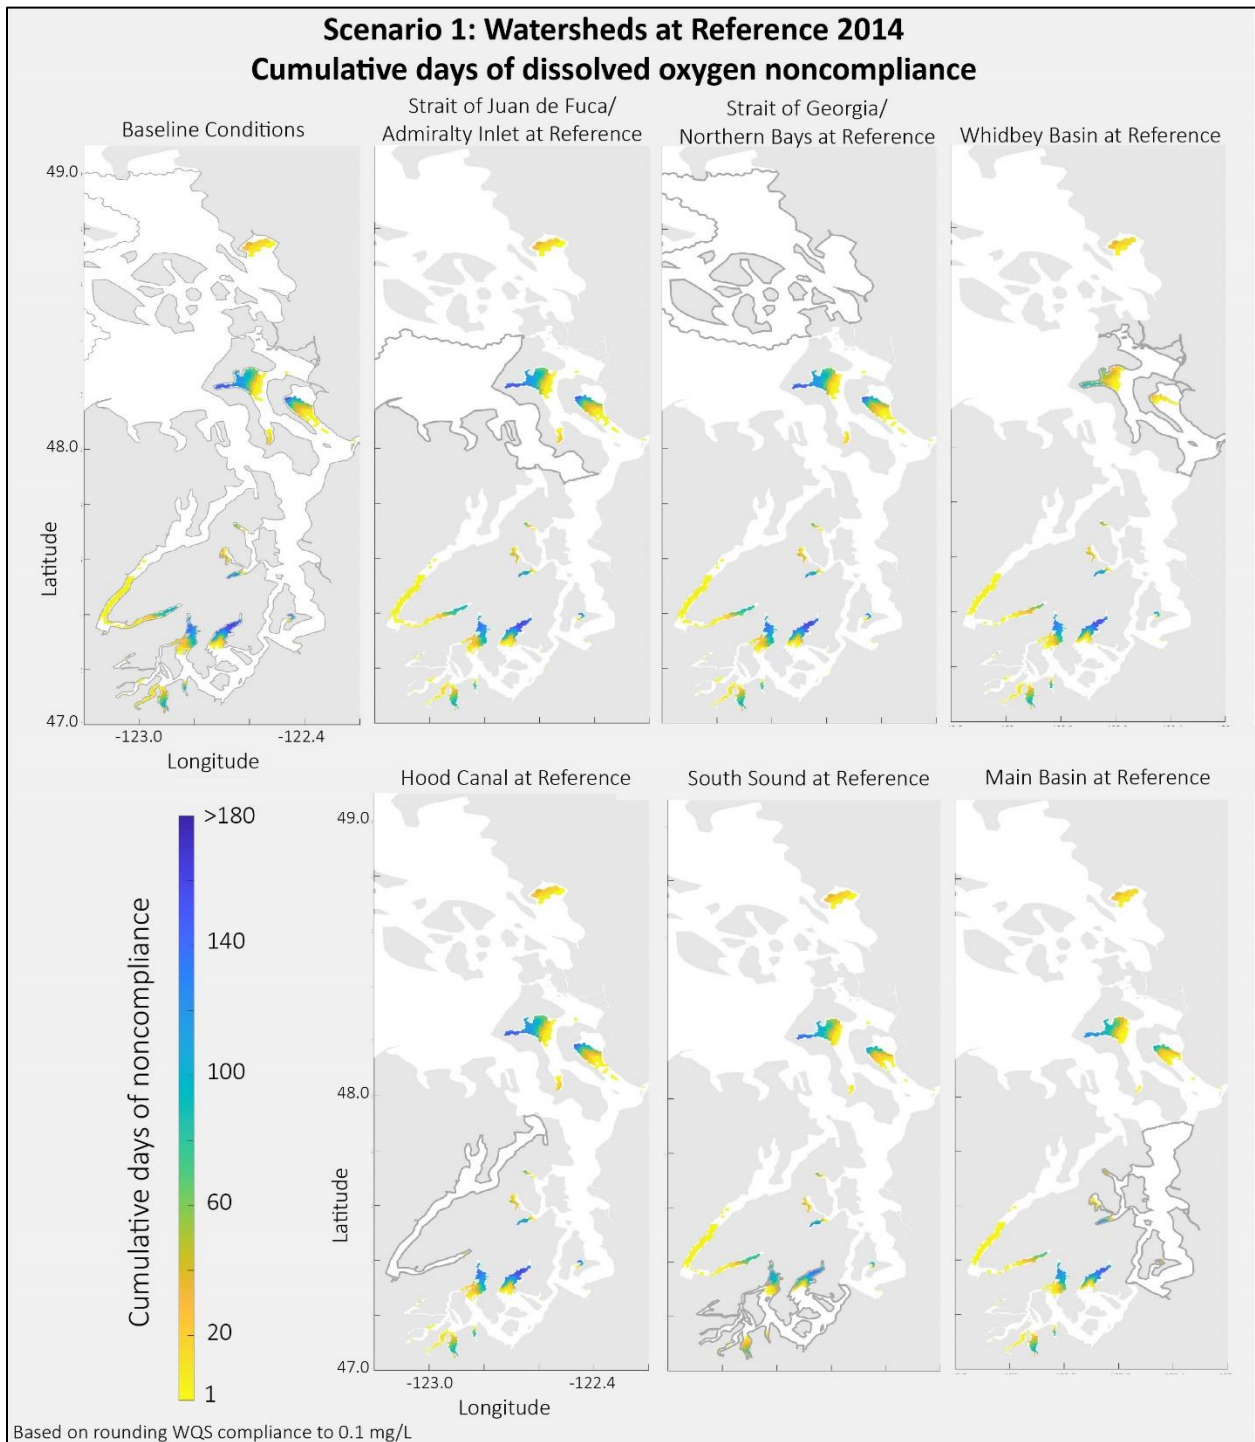 Scenario 1: Watersheds at Reference 2014
Cumulative days of dissolved oxygen noncompliance
Baseline Conditions
Strait of Juan de Fuca/
Admiralty Inlet at Reference
Strait of Georgia/
Northern Bays at Reference
Whidbey Basin at Reference
49.0
48.0
Latitude
47.0
-123.0
-122.4
Longitude
Hood Canal at Reference
South Sound at Reference
Main Basin at Reference
>180
140
100
60
20
1
Cumulative days of noncompliance
49.0
48.0
Latitude
47.0
-123.0
-122.4
Longitude
Based on rounding WQS compliance to 0.1 mg/L